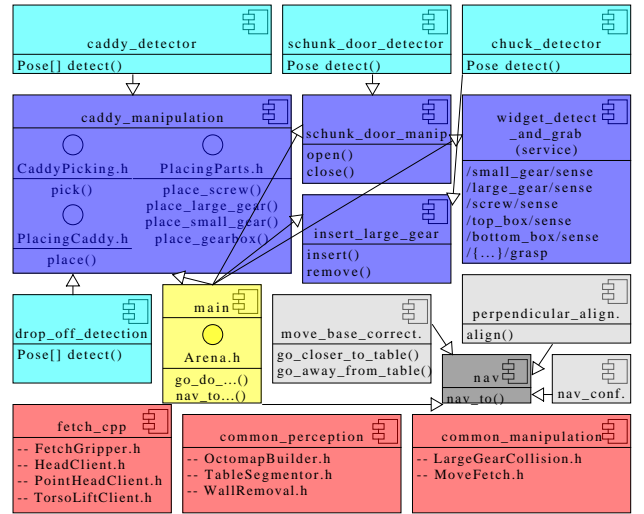 caddy_detector
Pose[] detect()
schunk_door_detector
Pose detect()
chuck_detector
Pose detect()
caddy_manipulation
CaddyPicking.h
pick()
PlacingCaddy.h
place()
PlacingParts.h
place_screw()
place_large_gear()
place_small_gear()
place_gearbox()
schunk_door_manip.
open()
close()
widget_detect
_and_grab
(service)
/small_gear/sense
/large_gear/sense
/screw/sense
/top_box/sense
/bottom_box/sense
/{...}/grasp
insert_large_gear
insert()
remove()
drop_off_detection
Pose[] detect()
main
Arena.h
go_do_...()
nav_to...()
move_base_correct.
go_closer_to_table()
go_away_from_table()
perpendicular_align.
align()
nav
nav_to()
nav_conf.
fetch_cpp
-- FetchGripper.h
-- HeadClient.h
-- PointHeadClient.h
-- TorsoLiftClient.h
common_perception
-- OctomapBuilder.h
-- TableSegmentor.h
-- WallRemoval.h
common_manipulation
-- LargeGearCollision.h
-- MoveFetch.h